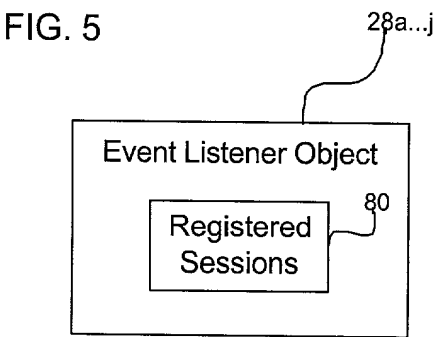 FIG. 5
28a...j
Event Listener Object
80
Registered
Sessions